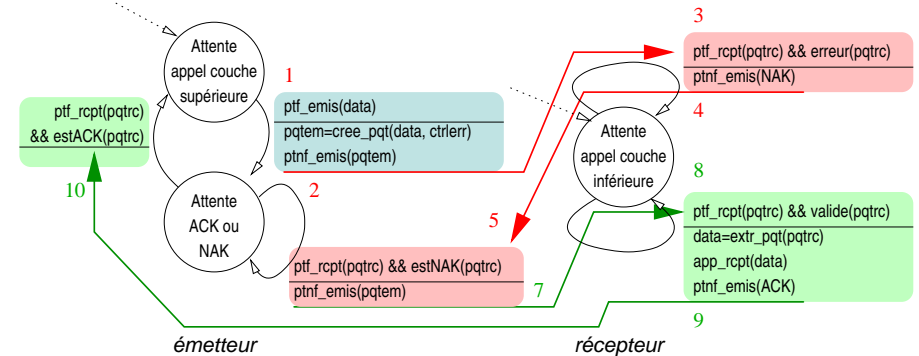 3
Attente
appel couche
supérieure
1
ptf_rcpt(pqtrc) && erreur(pqtrc)
ptnf_emis(NAK)
4
ptf_rcpt(pqtrc)
&& estACK(pqtrc)
10
ptf_emis(data)
pqtem=cree_pqt(data, ctrlerr)
ptnf_emis(pqtem)
Attente
appel couche
inférieure
8
2
Attente
ACK ou
NAK
5
ptf_rcpt(pqtrc) && valide(pqtrc)
data=extr_pqt(pqtrc)
app_rcpt(data)
ptnf_emis(ACK)
9
ptf_rcpt(pqtrc) && estNAK(pqtrc)
ptnf_emis(pqtem)
7
émetteur
récepteur